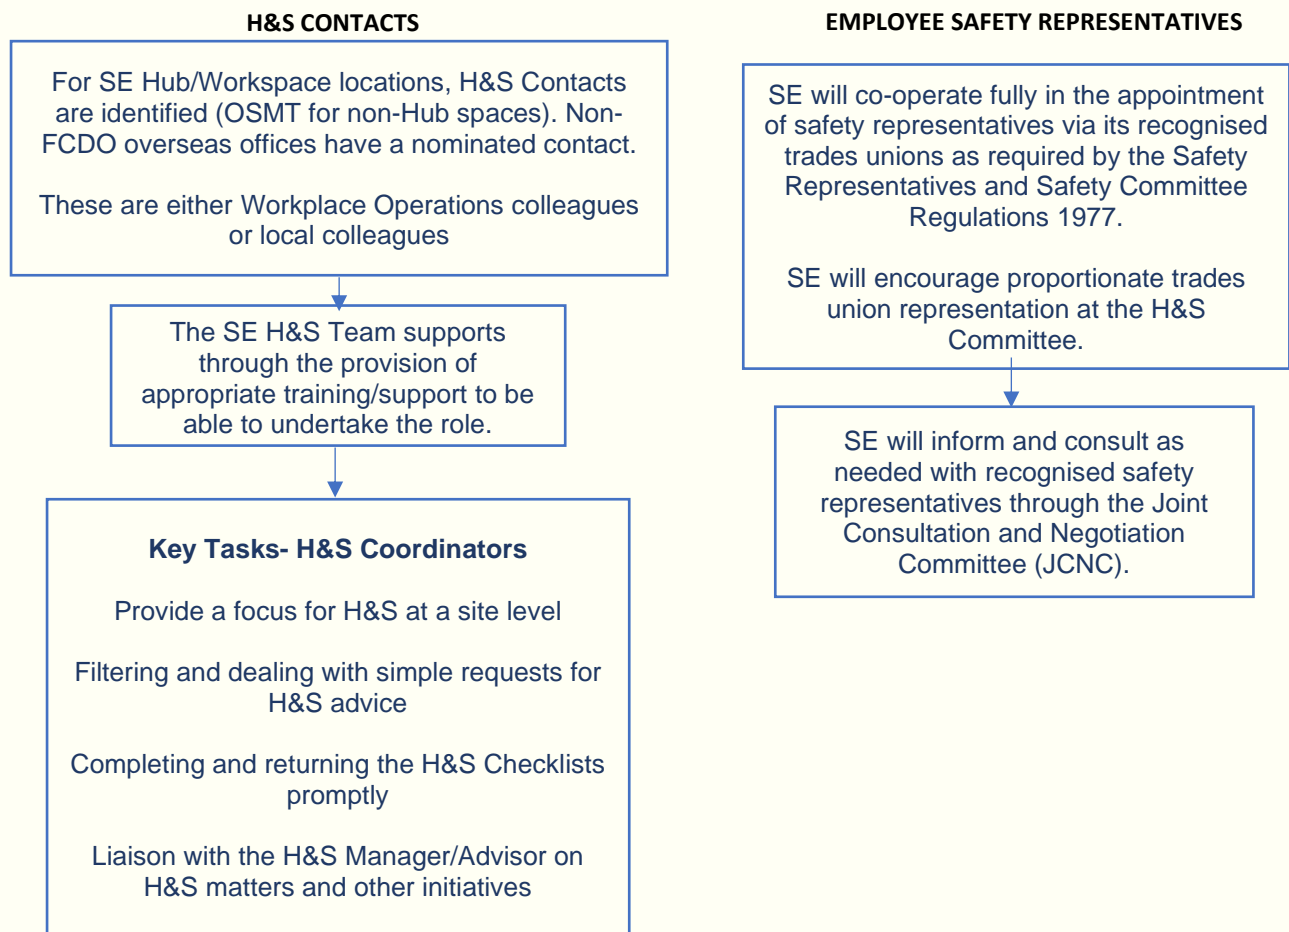 H&S CONTACTS
For SE Hub/Workspace locations, H&S Contacts
are identified (OSMT for non-Hub spaces). Non-
FCDO overseas offices have a nominated contact.
These are either Workplace Operations colleagues
or local colleagues
The SE H&S Team supports
through the provision of
appropriate training/support to be
able to undertake the role.
Key Tasks- H&S Coordinators
Provide a focus for H&S at a site level
Filtering and dealing with simple requests for
H&S advice
Completing and returning the H&S Checklists
promptly
Liaison with the H&S Manager/Advisor on
H&S matters and other initiatives
EMPLOYEE SAFETY REPRESENTATIVES
SE will co-operate fully in the appointment
of safety representatives via its recognised
trades unions as required by the Safety
Representatives and Safety Committee
Regulations 1977.
SE will encourage proportionate trades
union representation at the H&S
Committee.
SE will inform and consult as
needed with recognised safety
representatives through the Joint
Consultation and Negotiation
Committee (JCNC).